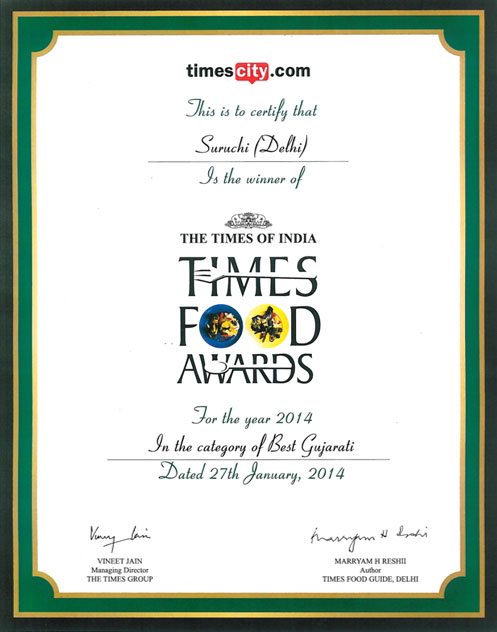 timescity.com
This is to certify that
Suruchi (Delhi)
Is the winner of
THE TIMES OF INDIA
TIMES
FOOD
AWARDS
For the year 2014
In the category of Best Gujarati
Dated 27th January, 2014
Vineet Jain
Marryam H Reshii
VINEET JAIN
Managing Director
THE TIMES GROUP
MARRYAM H RESHII
Author
TIMES FOOD GUIDE, DELHI